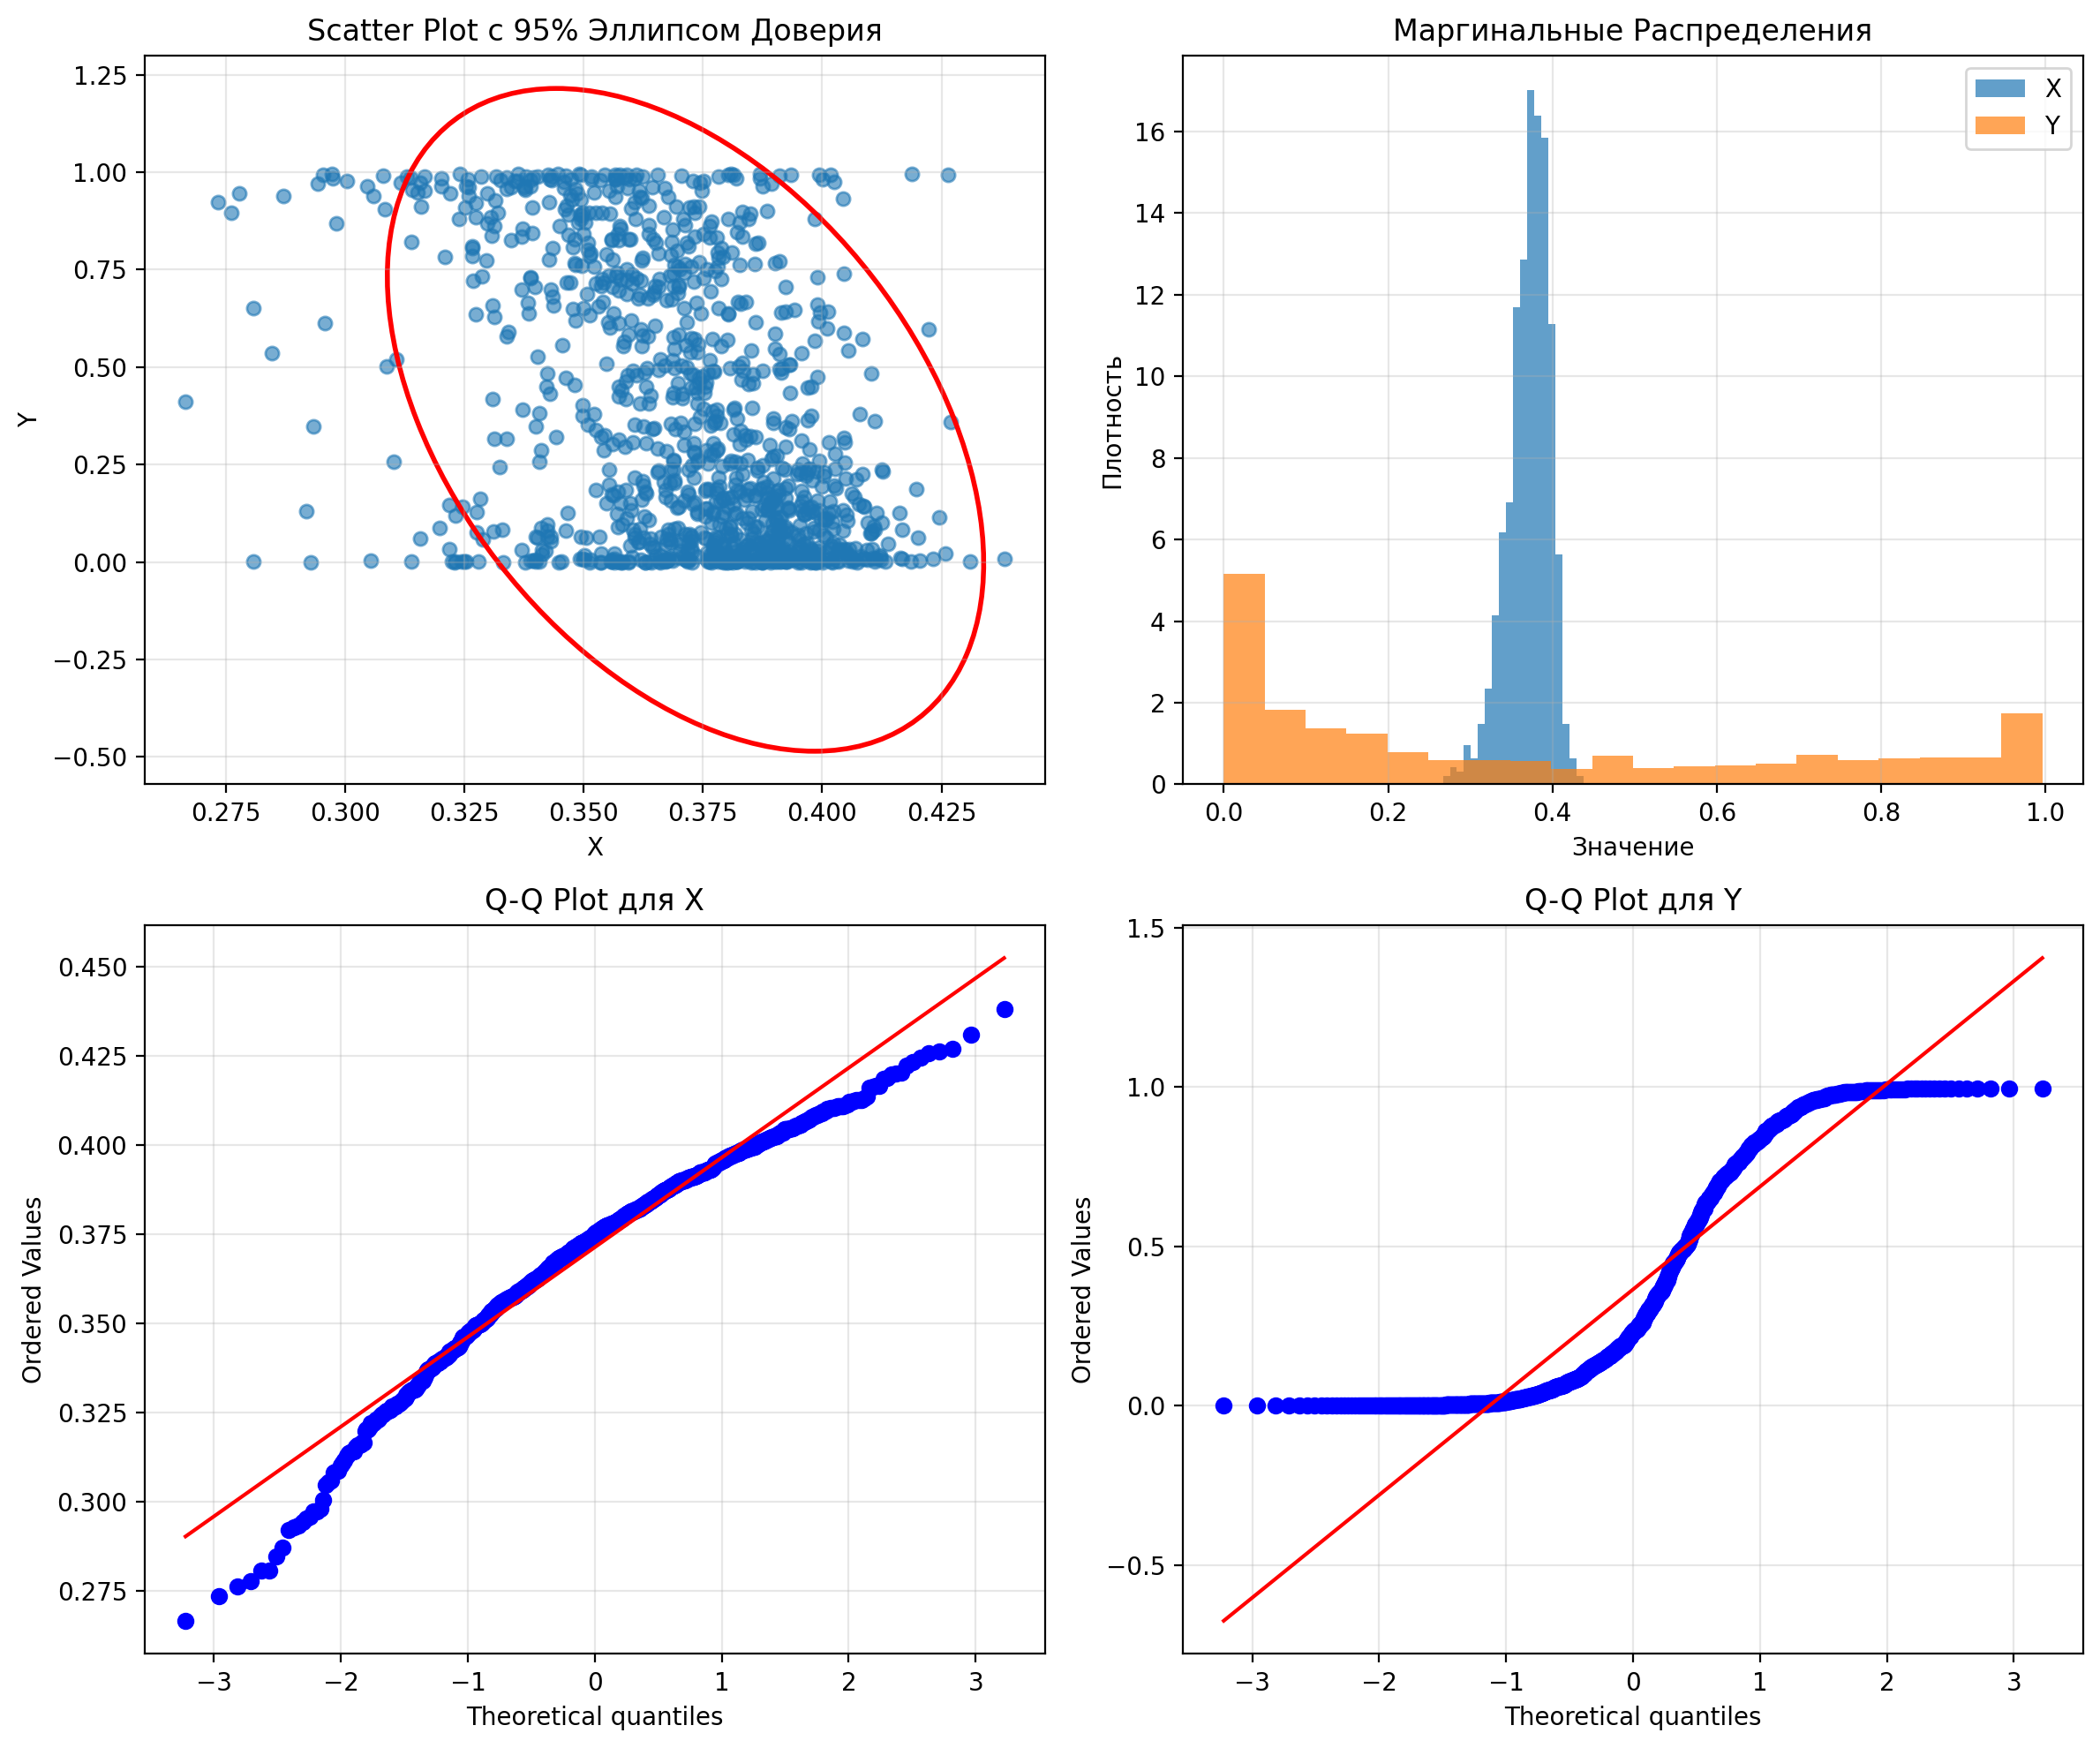 Scatter Plot с 95% Эллипсом Доверия
1.25
1.00
0.75
0.50
0.25
0.00
−0.25
−0.50
Y
0.275 0.300 0.325 0.350 0.375 0.400 0.425
X
Маргинальные Распределения
X
Y
16
14
12
10
8
6
4
2
0
Плотность
0.0 0.2 0.4 0.6 0.8 1.0
Значение
Q-Q Plot для X
0.450
0.425
0.400
0.375
0.350
0.325
0.300
0.275
Ordered Values
−3 −2 −1 0 1 2 3
Theoretical quantiles
Q-Q Plot для Y
1.5
1.0
0.5
0.0
−0.5
Ordered Values
−3 −2 −1 0 1 2 3
Theoretical quantiles